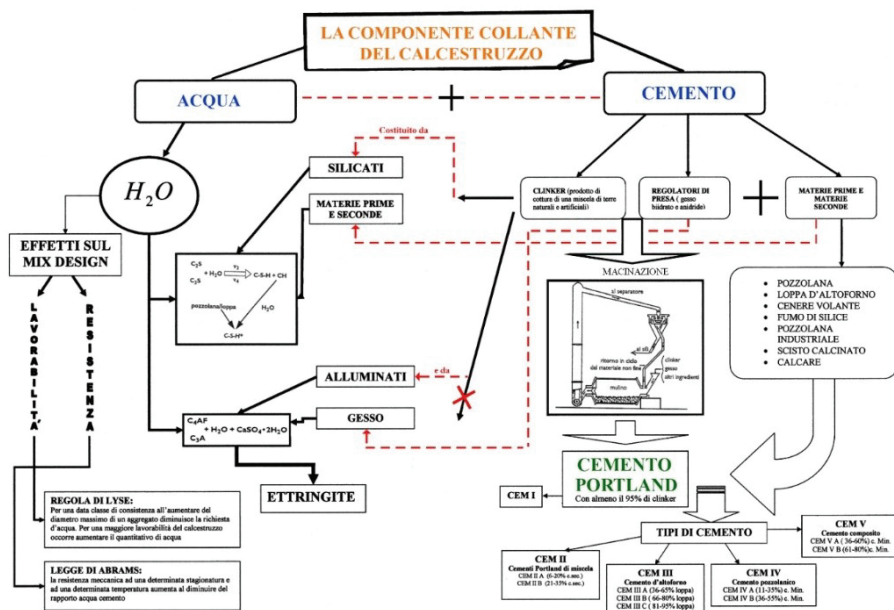 LA COMPONENTE COLLANTE
DEL CALCESTRUZZO
ACQUA
+
CEMENTO
Costituito da
H₂O
SILICATI
MATERIE PRIME
E SECONDE
CLINKER (prodotto di
cottura di una miscela di terre
naturali e artificiali)
REGOLATORI DI
PRESA ( gesso
biidrato e anidride)
+
MATERIE PRIME E
MATERIE
SECONDE
EFFETTI SUL
MIX DESIGN
LAVORABILITA'
RESISTENZA
C₃S
+ H₂O
C₂S
C-S-H + CH
pozzolana/loppa
H₂O
C-S-H*
MACINAZIONE
al separatore
ai sili
ritorno in ciclo
del materiale non fine
clinker
gesso
altri ingredienti
mulino
• POZZOLANA
• LOPPA D'ALTOFORNO
• CENERE VOLANTE
• FUMO DI SILICE
• POZZOLANA
INDUSTRIALE
• SCISTO CALCINATO
• CALCARE
ALLUMINATI
e da
GESSO
C₄AF
+ H₂O + CaSO₄•2H₂O
C₃A
ETTRINGITE
CEMENTO
PORTLAND
Con almeno il 95% di clinker
CEM I
REGOLA DI LYSE:
Per una data classe di consistenza all'aumentare del
diametro massimo di un aggregato diminuisce la richiesta
d'acqua. Per una maggiore favorabilità del calcestruzzo
occorre aumentare il quantitativo di acqua
LEGGE DI ABRAMS:
la resistenza meccanica ad una determinata stagionatura e
ad una determinata temperatura aumenta al diminuire del
rapporto acqua cemento
TIPI DI CEMENTO
CEM V
Cemento composito
CEM V A ( 36-60%) c. Min.
CEM V B (61-80%)c. Min.
CEM II
Cementi Portland di miscela
CEM II A (6-20% c.sec.)
CEM II B (21-35% c.sec.)
CEM III
Cemento d'altoforno
CEM III A (36-65% loppa)
CEM III B (66-80% loppa)
CEM III C (81-95% loppa)
CEM IV
Cemento pozzolanico
CEM IV A (11-35%) c. Min.
CEM IV B (36-55%) c. Min.